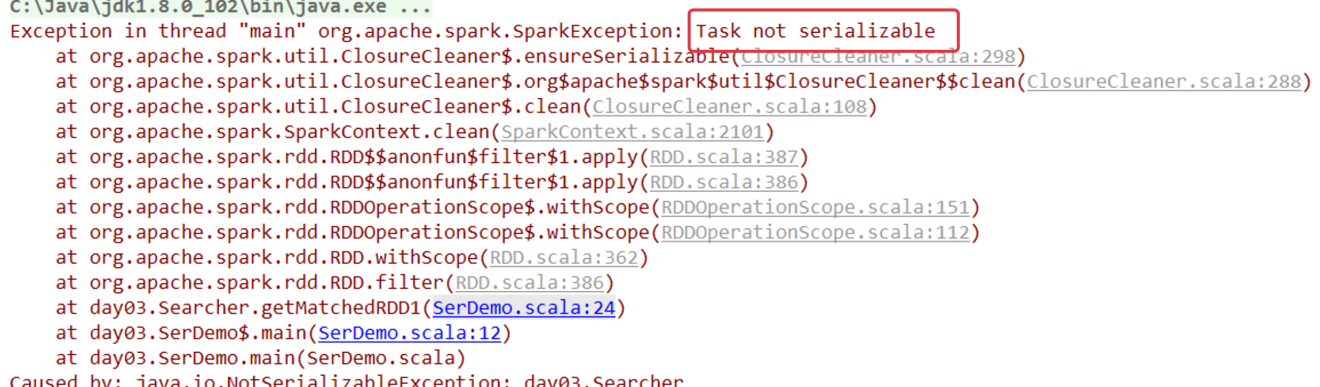 C:\Java\jdk1.8.0_102\bin\java.exe ...
Exception in thread "main" org.apache.spark.SparkException: Task not serializable
at org.apache.spark.util.ClosureCleaner$.ensureSerializable(ClosureCleaner.scala:298)
at org.apache.spark.util.ClosureCleaner$.org$apache$spark$util$ClosureCleaner$$clean(ClosureCleaner.scala:288)
at org.apache.spark.util.ClosureCleaner$.clean(ClosureCleaner.scala:108)
at org.apache.spark.SparkContext.clean(SparkContext.scala:2101)
at org.apache.spark.rdd.RDD$$anonfun$filter$1.apply(RDD.scala:387)
at org.apache.spark.rdd.RDD$$anonfun$filter$1.apply(RDD.scala:386)
at org.apache.spark.rdd.RDDOperationScope$.withScope(RDDOperationScope.scala:151)
at org.apache.spark.rdd.RDDOperationScope$.withScope(RDDOperationScope.scala:112)
at org.apache.spark.rdd.RDD.withScope(RDD.scala:362)
at org.apache.spark.rdd.RDD.filter(RDD.scala:386)
at day03.Searcher.getMatchedRDD1(SerDemo.scala:24)
at day03.SerDemo$.main(SerDemo.scala:12)
at day03.SerDemo.main(SerDemo.scala)
Caused by: java.io.NotSerializableException: day03.Searcher